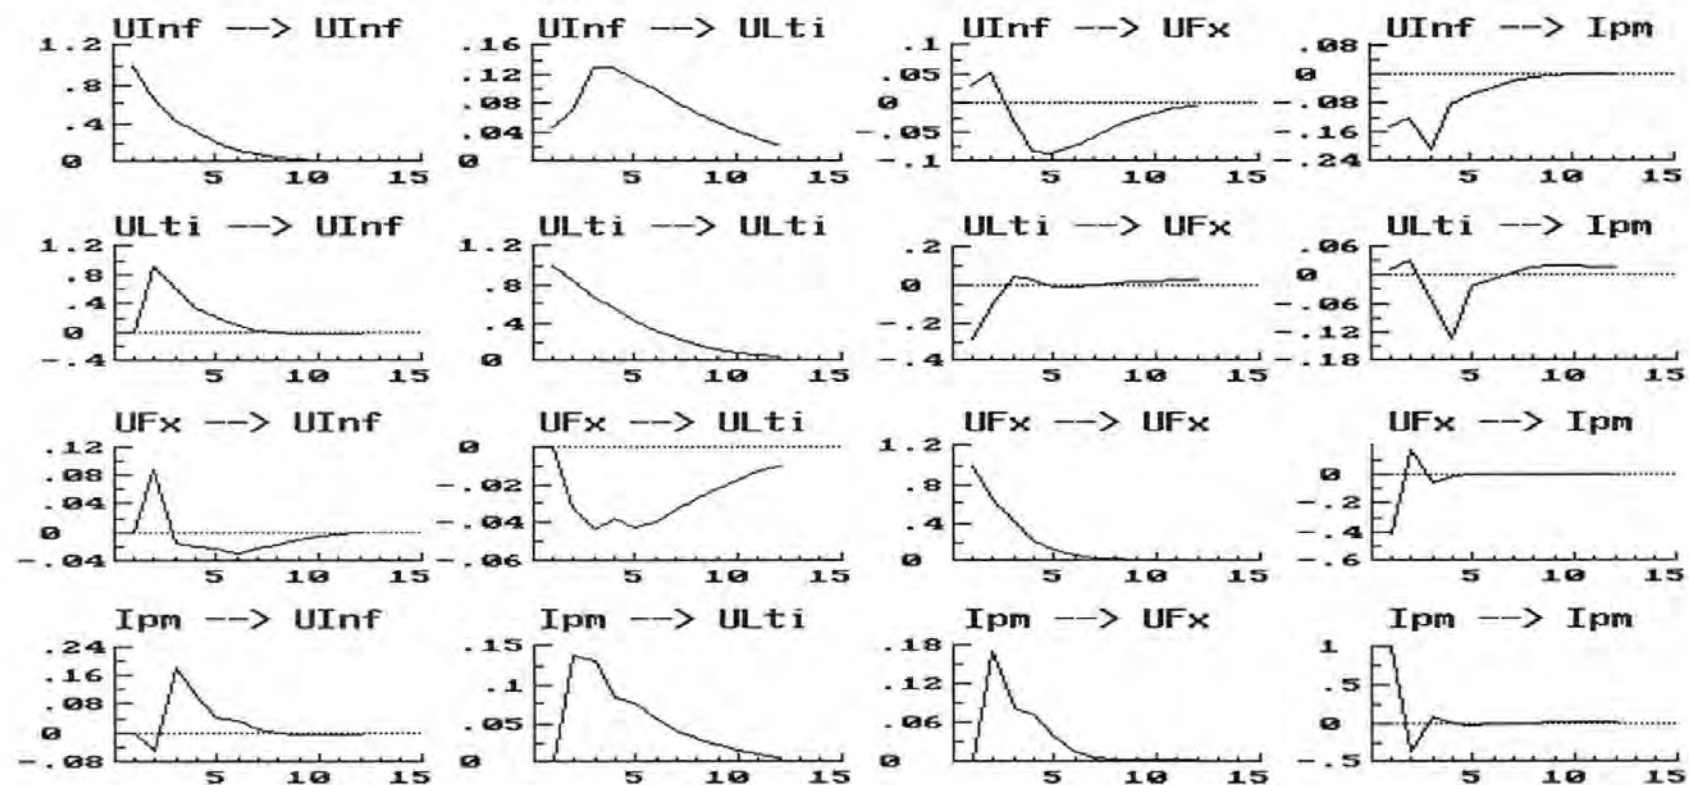 UInf --> UInf UInf --> ULti UInf --> UFx UInf --> Ipm
1.2 .16 .1 .08
.8 .12 .05 0
.4 .08 0 -.08
0 .04 -.05 -.16
0 -.1 -.24
5 10 15 5 10 15 5 10 15 5 10 15
ULti --> UInf ULti --> ULti ULti --> UFx ULti --> Ipm
1.2 1.2 .2 .06
.8 .8 0 0
.4 .4 -.2 -.06
0 0 -.4 -.12
-.4 .18
5 10 15 5 10 15 5 10 15 5 10 15
UFx --> UInf UFx --> ULti UFx --> UFx UFx --> Ipm
.12 0 1.2 0
.08 -.02 .8 -.2
.04 -.04 .4 -.4
0 -.06 0 -.6
-.04
5 10 15 5 10 15 5 10 15 5 10 15
Ipm --> UInf Ipm --> ULti Ipm --> UFx Ipm --> Ipm
.24 .15 .18 1
.16 .1 .12 .5
.08 .05 .06 0
0 0 0 -.5
-.08
5 10 15 5 10 15 5 10 15 5 10 15